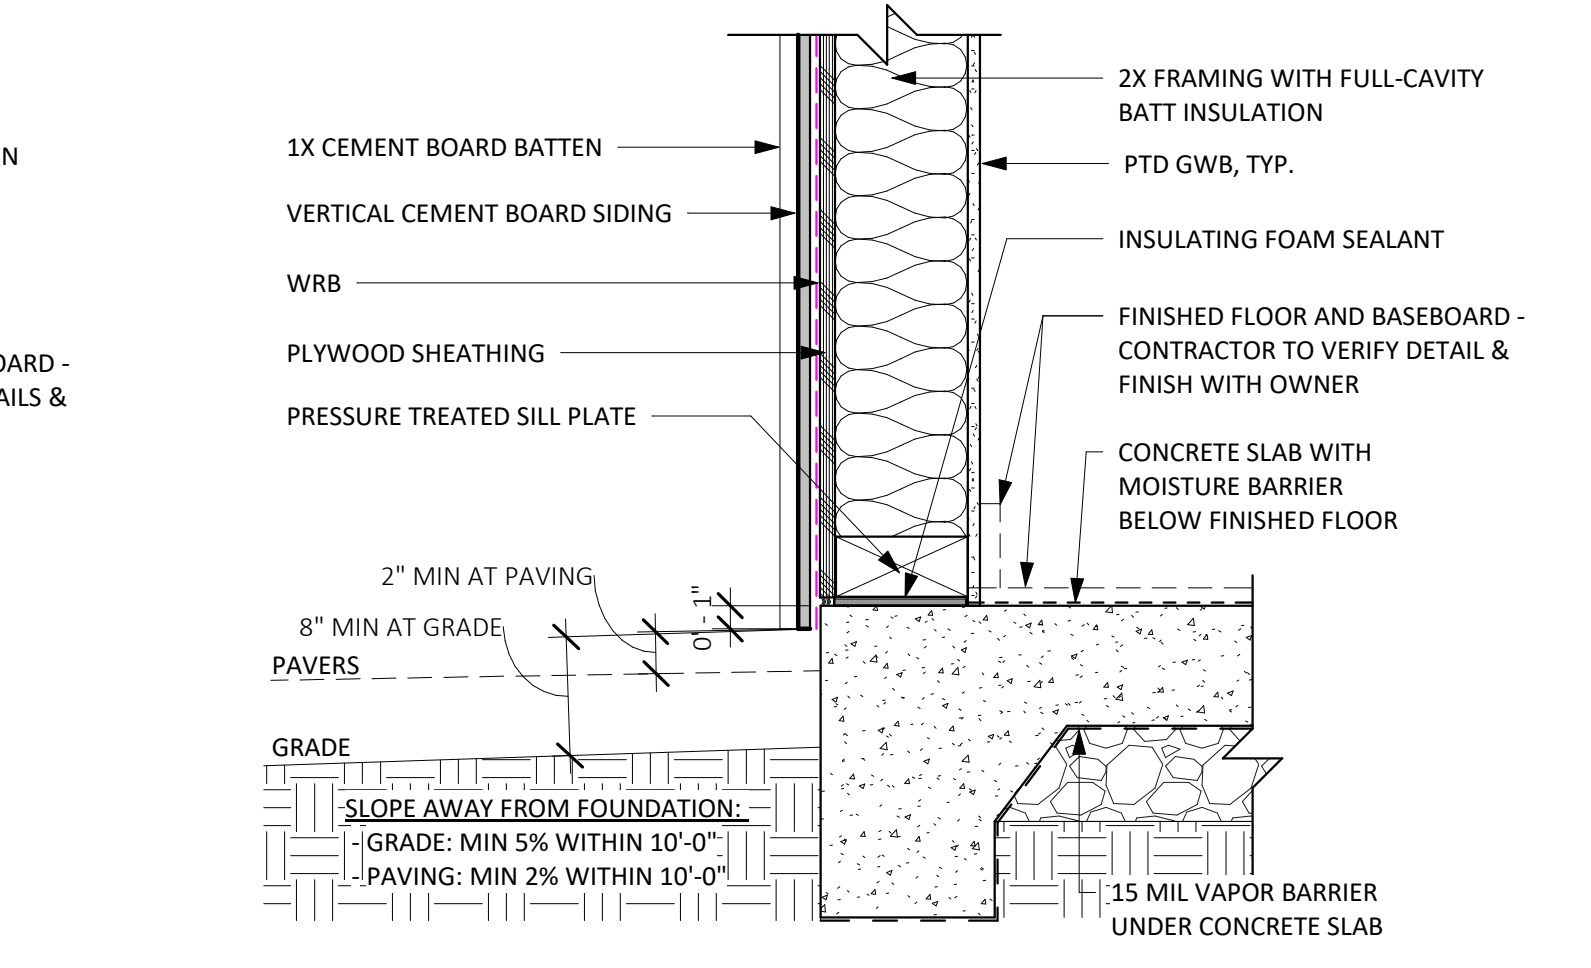 N
OARD -
AILS &
1X CEMENT BOARD BATTEN
VERTICAL CEMENT BOARD SIDING
WRB
PLYWOOD SHEATHING
PRESSURE TREATED SILL PLATE
2" MIN AT PAVING
8" MIN AT GRADE
0' - 1"
PAVERS
GRADE
SLOPE AWAY FROM FOUNDATION:
- GRADE: MIN 5% WITHIN 10'-0"
- PAVING: MIN 2% WITHIN 10'-0"
2X FRAMING WITH FULL-CAVITY
BATT INSULATION
PTD GWB, TYP.
INSULATING FOAM SEALANT
FINISHED FLOOR AND BASEBOARD -
CONTRACTOR TO VERIFY DETAIL &
FINISH WITH OWNER
CONCRETE SLAB WITH
MOISTURE BARRIER
BELOW FINISHED FLOOR
15 MIL VAPOR BARRIER
UNDER CONCRETE SLAB